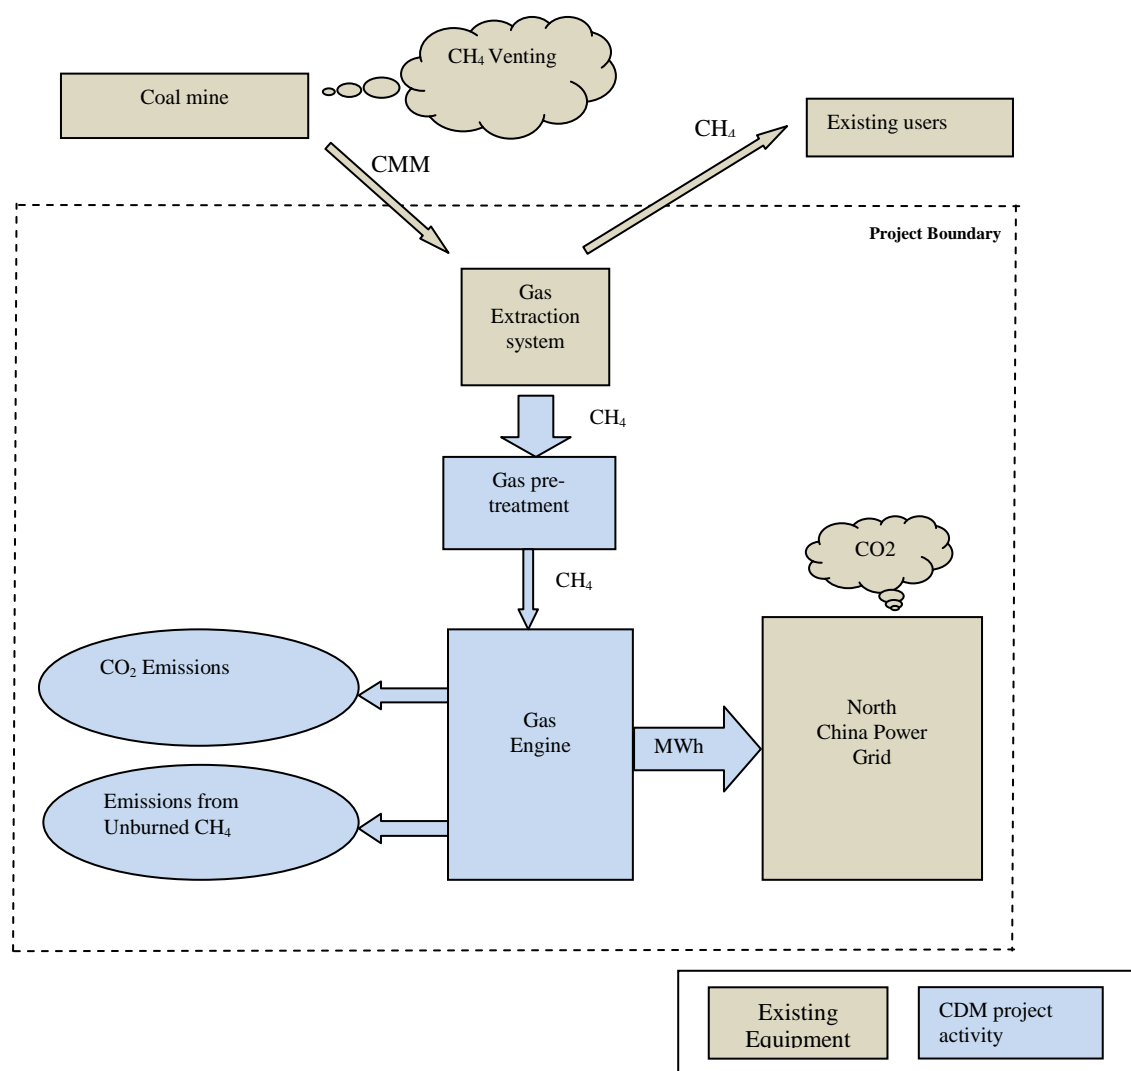 CH₄ Venting
Coal mine
Existing users
CH₄
CMM
Project Boundary
Gas
Extraction
system
CH₄
Gas pre-
treatment
CH₄
CO2
CO₂ Emissions
Gas
Engine
MWh
North
China Power
Grid
Emissions from
Unburned CH₄
Existing
Equipment
CDM project
activity